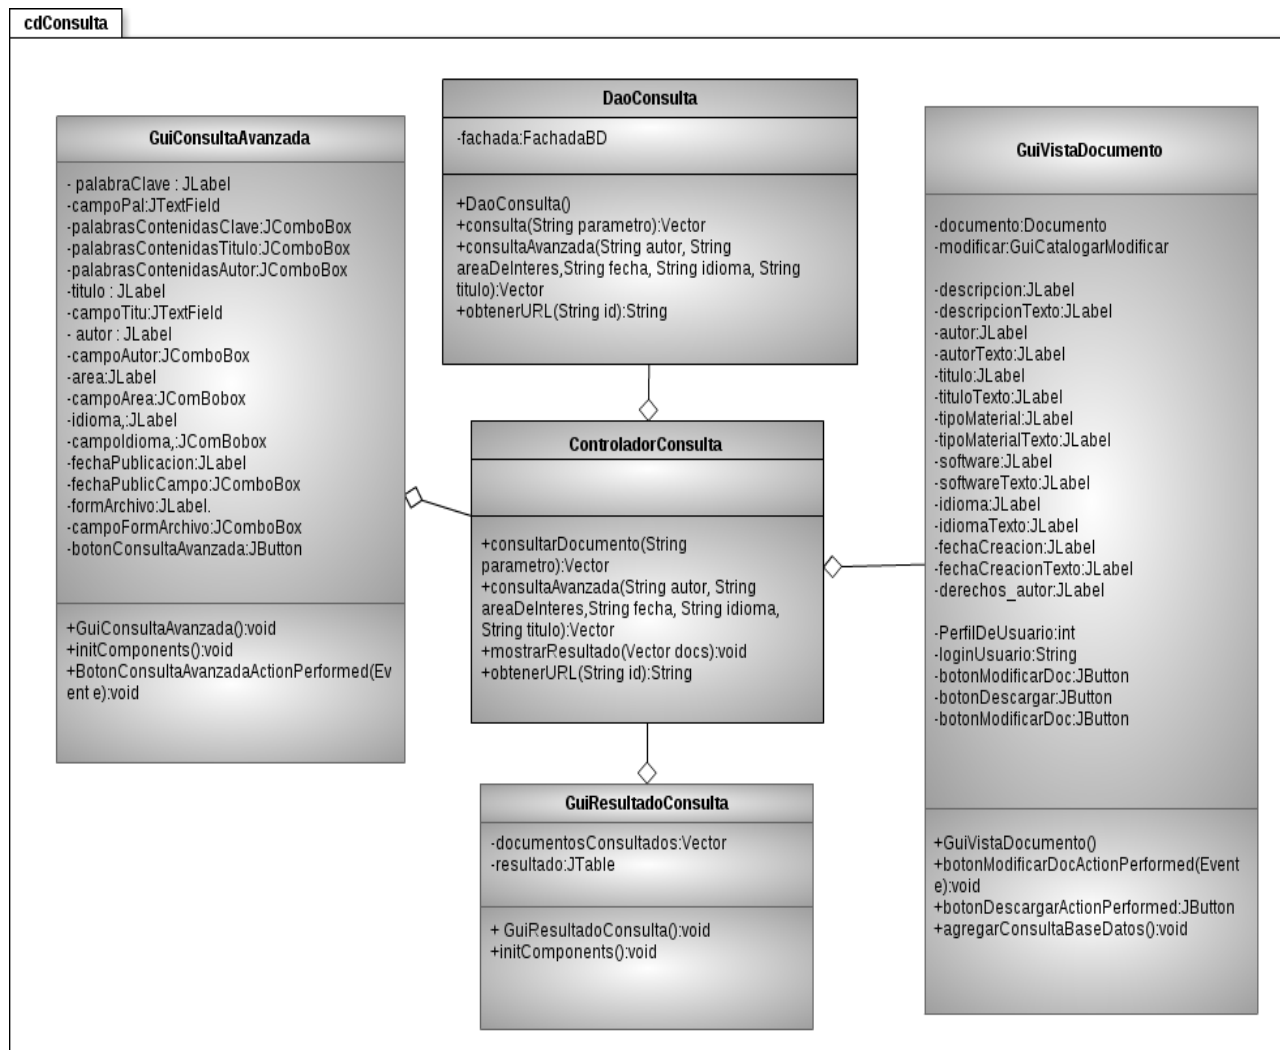 cdConsulta
GuiConsultaAvanzada
- palabraClave : JLabel
-campoPal:JTextField
-palabrasContenidasClave:JComboBox
-palabrasContenidasTitulo:JComboBox
-palabrasContenidasAutor:JComboBox
-titulo : JLabel
-campoTitu:JTextField
- autor : JLabel
-campoAutor:JComboBox
-area:JLabel
-campoArea:JComBobox
-idioma,:JLabel
-campoIdioma,:JComBobox
-fechaPublicacion:JLabel
-fechaPublicCampo:JComboBox
-formArchivo:JLabel.
-campoFormArchivo:JComboBox
-botonConsultaAvanzada:JButton
+GuiConsultaAvanzada():void
+initComponents():void
+BotonConsultaAvanzadaActionPerformed(Ev
ent e):void
DaoConsulta
-fachada:FachadaBD
+DaoConsulta()
+consulta(String parametro):Vector
+consultaAvanzada(String autor, String
areaDeInteres,String fecha, String idioma, String
titulo):Vector
+obtenerURL(String id):String
ControladorConsulta
+consultarDocumento(String
parametro):Vector
+consultaAvanzada(String autor, String
areaDeInteres,String fecha, String idioma,
String titulo):Vector
+mostrarResultado(Vector docs):void
+obtenerURL(String id):String
GuiResultadoConsulta
-documentosConsultados:Vector
-resultado:JTable
+ GuiResultadoConsulta():void
+initComponents():void
GuiVistaDocumento
-documento:Documento
-modificar:GuiCatalogarModificar
-descripcion:JLabel
-descripcionTexto:JLabel
-autor:JLabel
-autorTexto:JLabel
-titulo:JLabel
-tituloTexto:JLabel
-tipoMaterial:JLabel
-tipoMaterialTexto:JLabel
-software:JLabel
-softwareTexto:JLabel
-idioma:JLabel
-idiomaTexto:JLabel
-fechaCreacion:JLabel
-fechaCreacionTexto:JLabel
-derechos_autor:JLabel
-PerfilDeUsuario:int
-loginUsuario:String
-botonModificarDoc:JButton
-botonDescargar:JButton
-botonModificarDoc:JButton
+GuiVistaDocumento()
+botonModificarDocActionPerformed(Event
e):void
+botonDescargarActionPerformed:JButton
+agregarConsultaBaseDatos():void